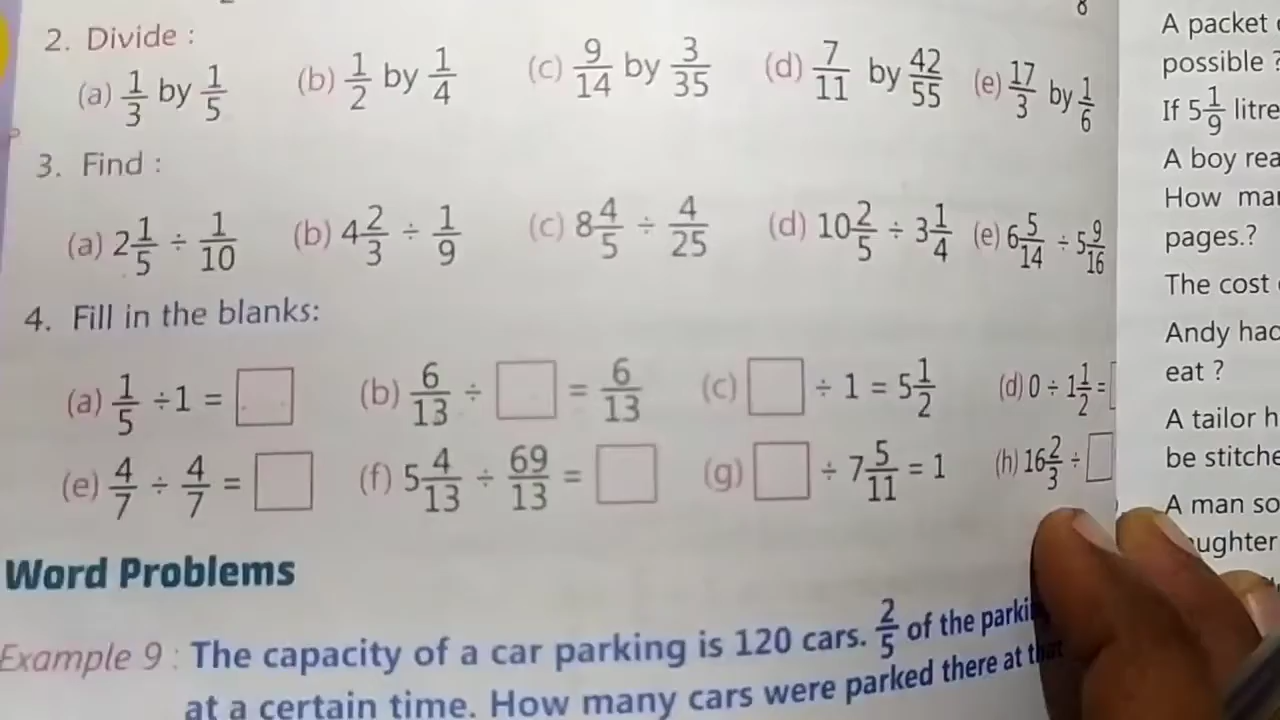 2. Divide :
(a) 1/3 by 1/5 (b) 1/2 by 1/4 (c) 9/14 by 3/35 (d) 7/11 by 42/55 (e) 17/3 by 1/6
3. Find :
(a) 2 1/5 ÷ 1/10 (b) 4 2/3 ÷ 1/9 (c) 8 4/5 ÷ 4/25 (d) 10 2/5 ÷ 3 1/4 (e) 6 5/14 ÷ 5 9/16
4. Fill in the blanks:
(a) 1/5 ÷ 1 = □ (b) 6/13 ÷ □ = 6/13 (c) □ ÷ 1 = 5 1/2 (d) 0 ÷ 1 1/2 = □
(e) 4/7 ÷ 4/7 = □ (f) 5 4/13 ÷ 69/13 = □ (g) □ ÷ 7 5/11 = 1 (h) 16 2/3 ÷ □
Word Problems
Example 9 : The capacity of a car parking is 120 cars. 2/5 of the
at a certain time. How many cars were parked there at
8
A packet
possible ?
If 5 1/9 litre
A boy
How
pages.?
The cost
Andy had
eat ?
A tailor
be
A man